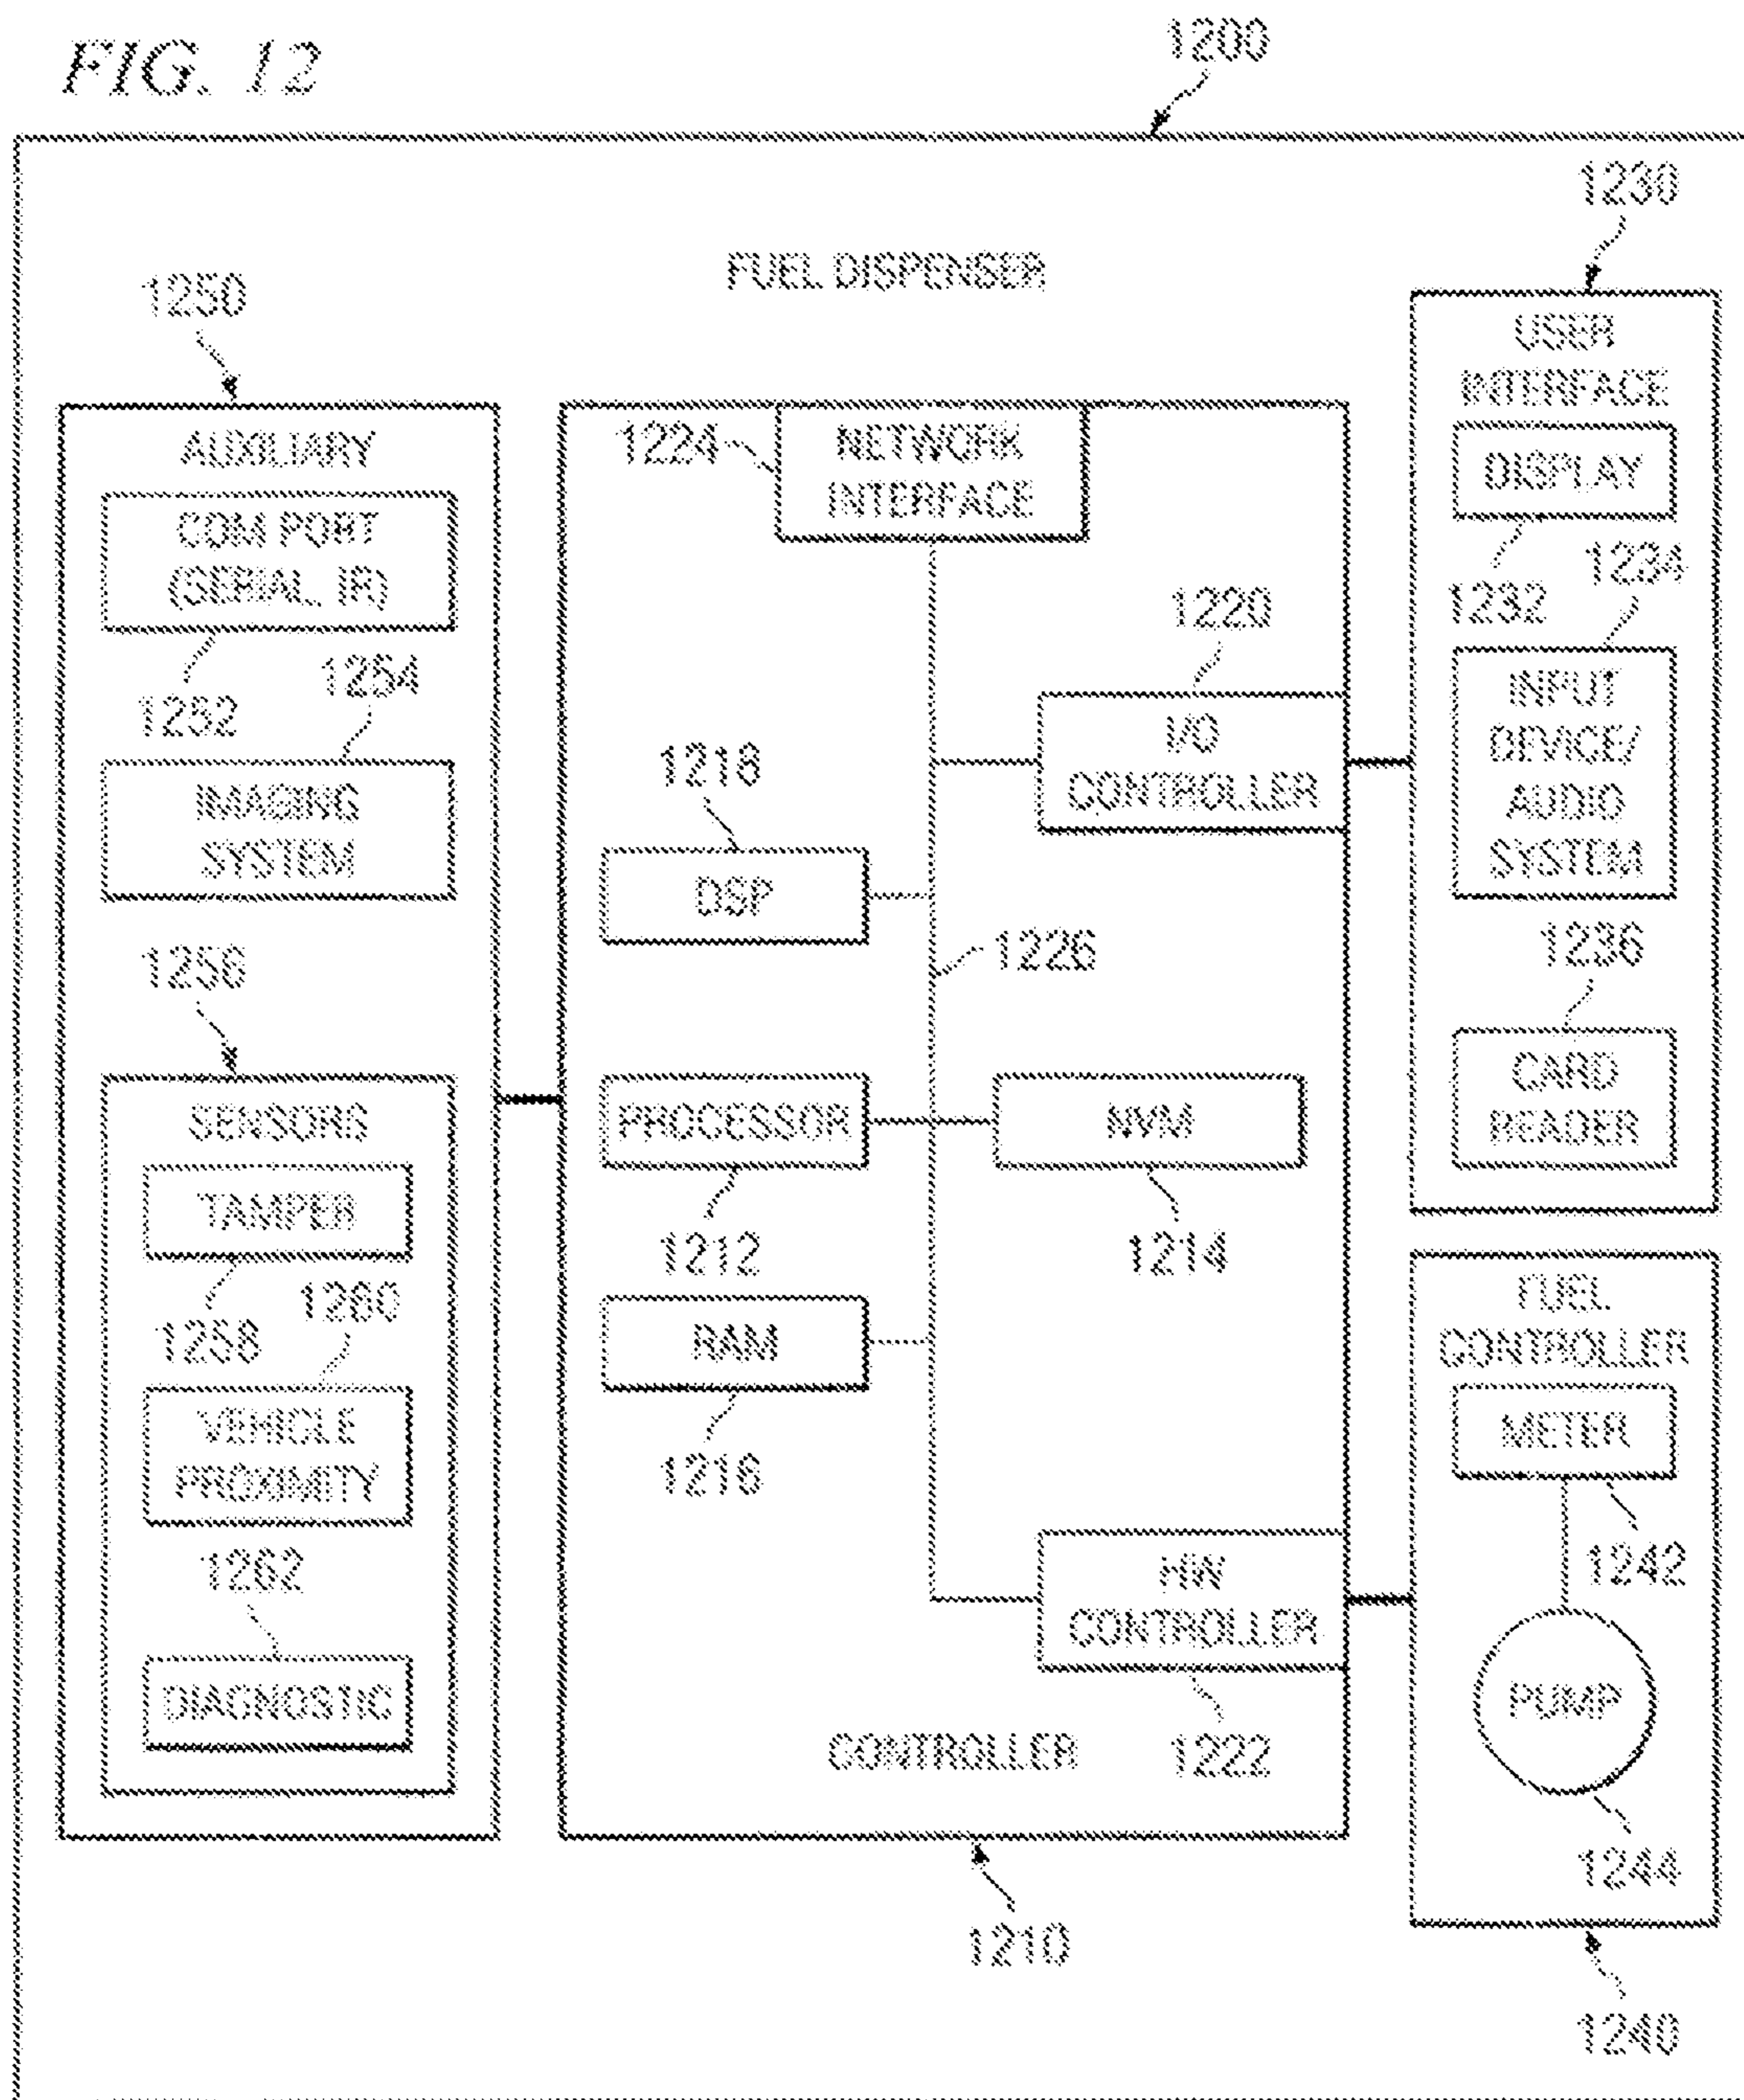 FIG. 12
1200
FUEL DISPENSER
1250
AUXILIARY
COM PORT
(SERIAL, IR)
1252
1254
IMAGING
SYSTEM
1256
SENSORS
TAMPER
1258
1260
VEHICLE
PROXIMITY
1262
DIAGNOSTIC
1224
NETWORK
INTERFACE
1220
I/O
CONTROLLER
1218
DSP
1226
PROCESSOR
1212
NVM
1214
RAM
1216
HW
CONTROLLER
1222
CONTROLLER
1210
1230
USER
INTERFACE
DISPLAY
1232
1234
INPUT
DEVICE/
AUDIO
SYSTEM
1236
CARD
READER
FUEL
CONTROLLER
METER
1242
PUMP
1244
1240